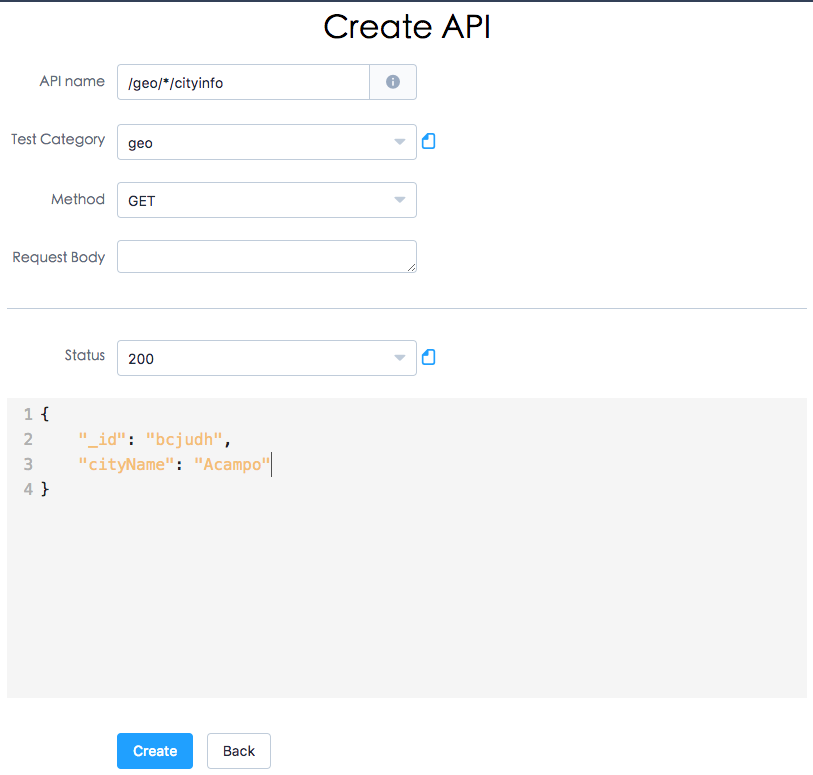 Create API
API name /geo/*/cityinfo
Test Category geo
Method GET
Request Body
Status 200
1 {
2 "_id": "bcjudh",
3 "cityName": "Acampo"
4 }
Create Back